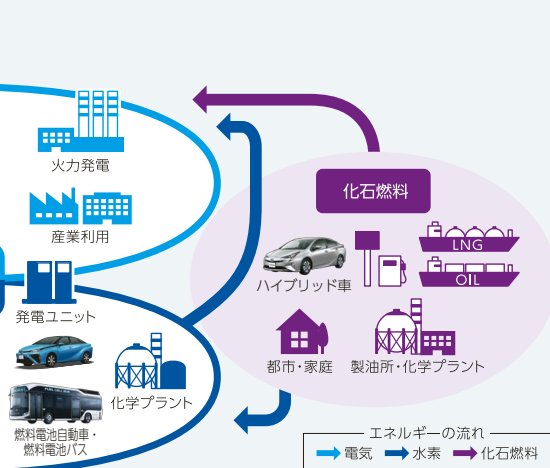 火力発電
産業利用
発電ユニット
化学プラント
燃料電池自動車・
燃料電池バス
化石燃料
ハイブリッド車
LNG
OIL
都市・家庭
製油所・化学プラント
エネルギーの流れ
電気 水素 化石燃料